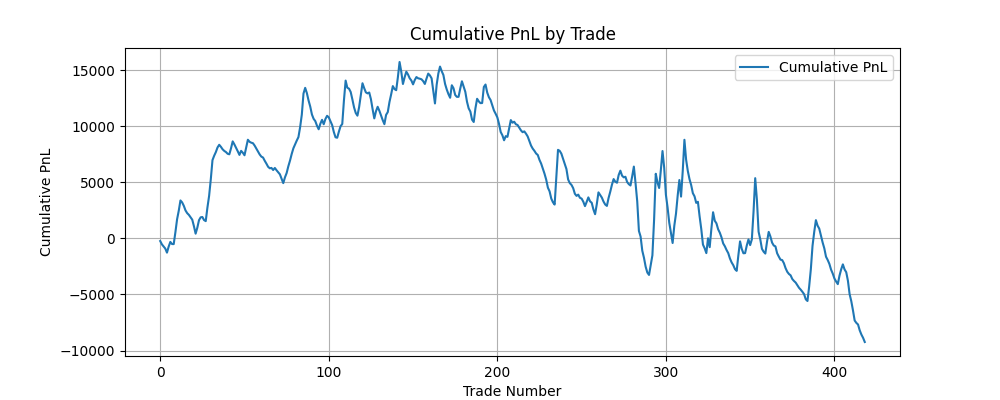 Cumulative PnL by Trade
Cumulative PnL
15000
10000
5000
0
−5000
−10000
Cumulative PnL
0 100 200 300 400
Trade Number